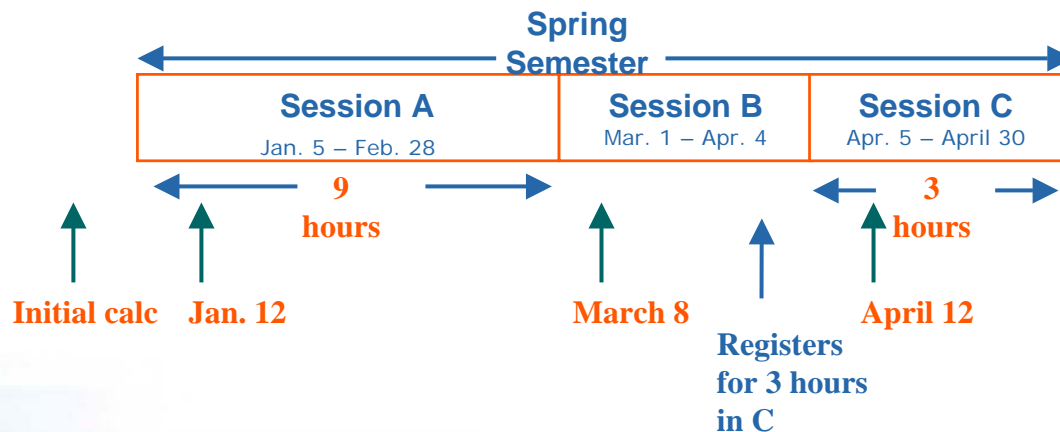 Spring
Semester
Session A
Jan. 5 – Feb. 28
Session B
Mar. 1 – Apr. 4
Session C
Apr. 5 – April 30
9
hours
3
hours
Initial calc
Jan. 12
March 8
April 12
Registers
for 3 hours
in C